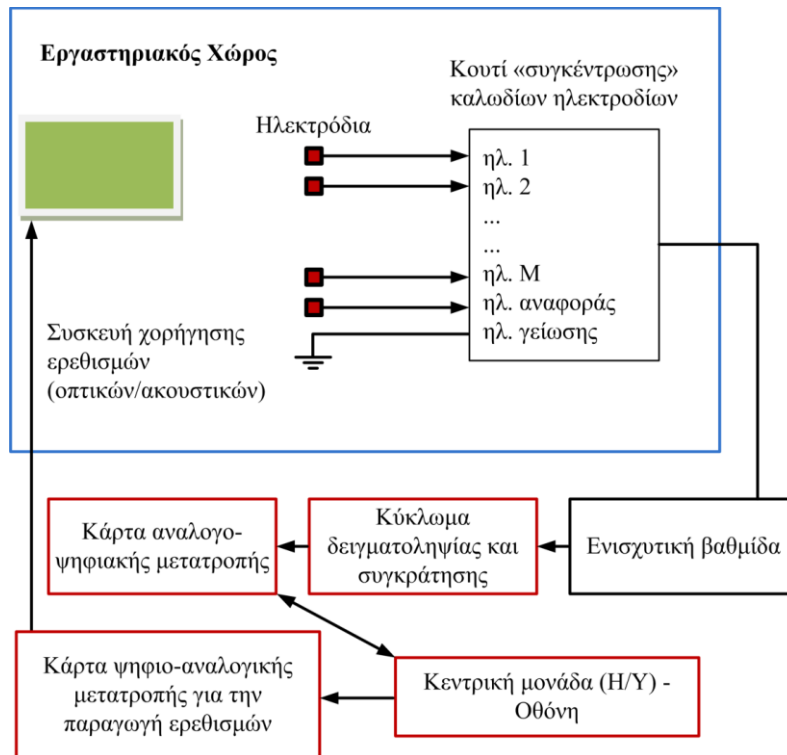 Εργαστηριακός Χώρος
Κουτί «συγκέντρωσης»
καλωδίων ηλεκτροδίων
Ηλεκτρόδια
ηλ. 1
ηλ. 2
...
...
ηλ. Μ
ηλ. αναφοράς
ηλ. γείωσης
Συσκευή χορήγησης
ερεθισμών
(οπτικών/ακουστικών)
Κάρτα αναλογο-
ψηφιακής μετατροπής
Κύκλωμα
δειγματοληψίας και
συγκράτησης
Ενισχυτική βαθμίδα
Κάρτα ψηφιο-αναλογικής
μετατροπής για την
παραγωγή ερεθισμών
Κεντρική μονάδα (Η/Υ) -
Οθόνη